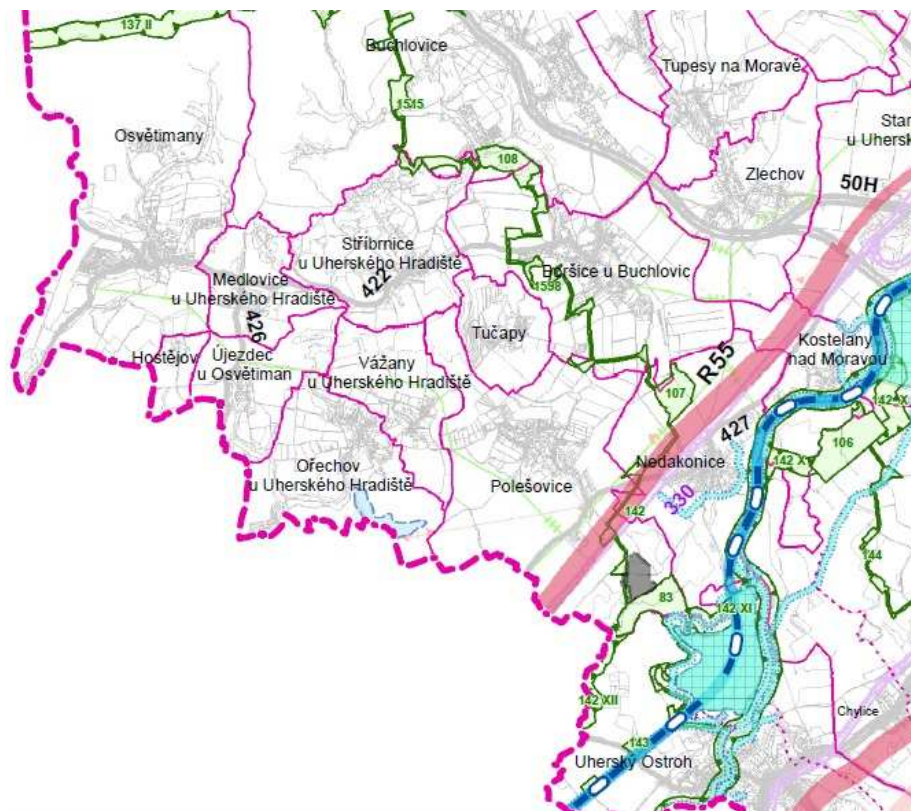 137 II
Buchlovice
Tupesy na Moravě
1515
Osvětimany
108
Zlechov
50H
Stříbrnice
u Uherského Hradiště
422
Boršice u Buchlovic
1598
Medlovice
u Uherského Hradiště
426
Tučapy
Kostelany
nad Moravou
Hostějov
Újezdec
u Osvětiman
Vážany
u Uherského Hradiště
R55
107
427
106
142 X
Nedakonice
Ořechov
u Uherského Hradiště
Polešovice
330
142
144
83
142 XI
142 XII
Chylice
143
Uherský Ostroh